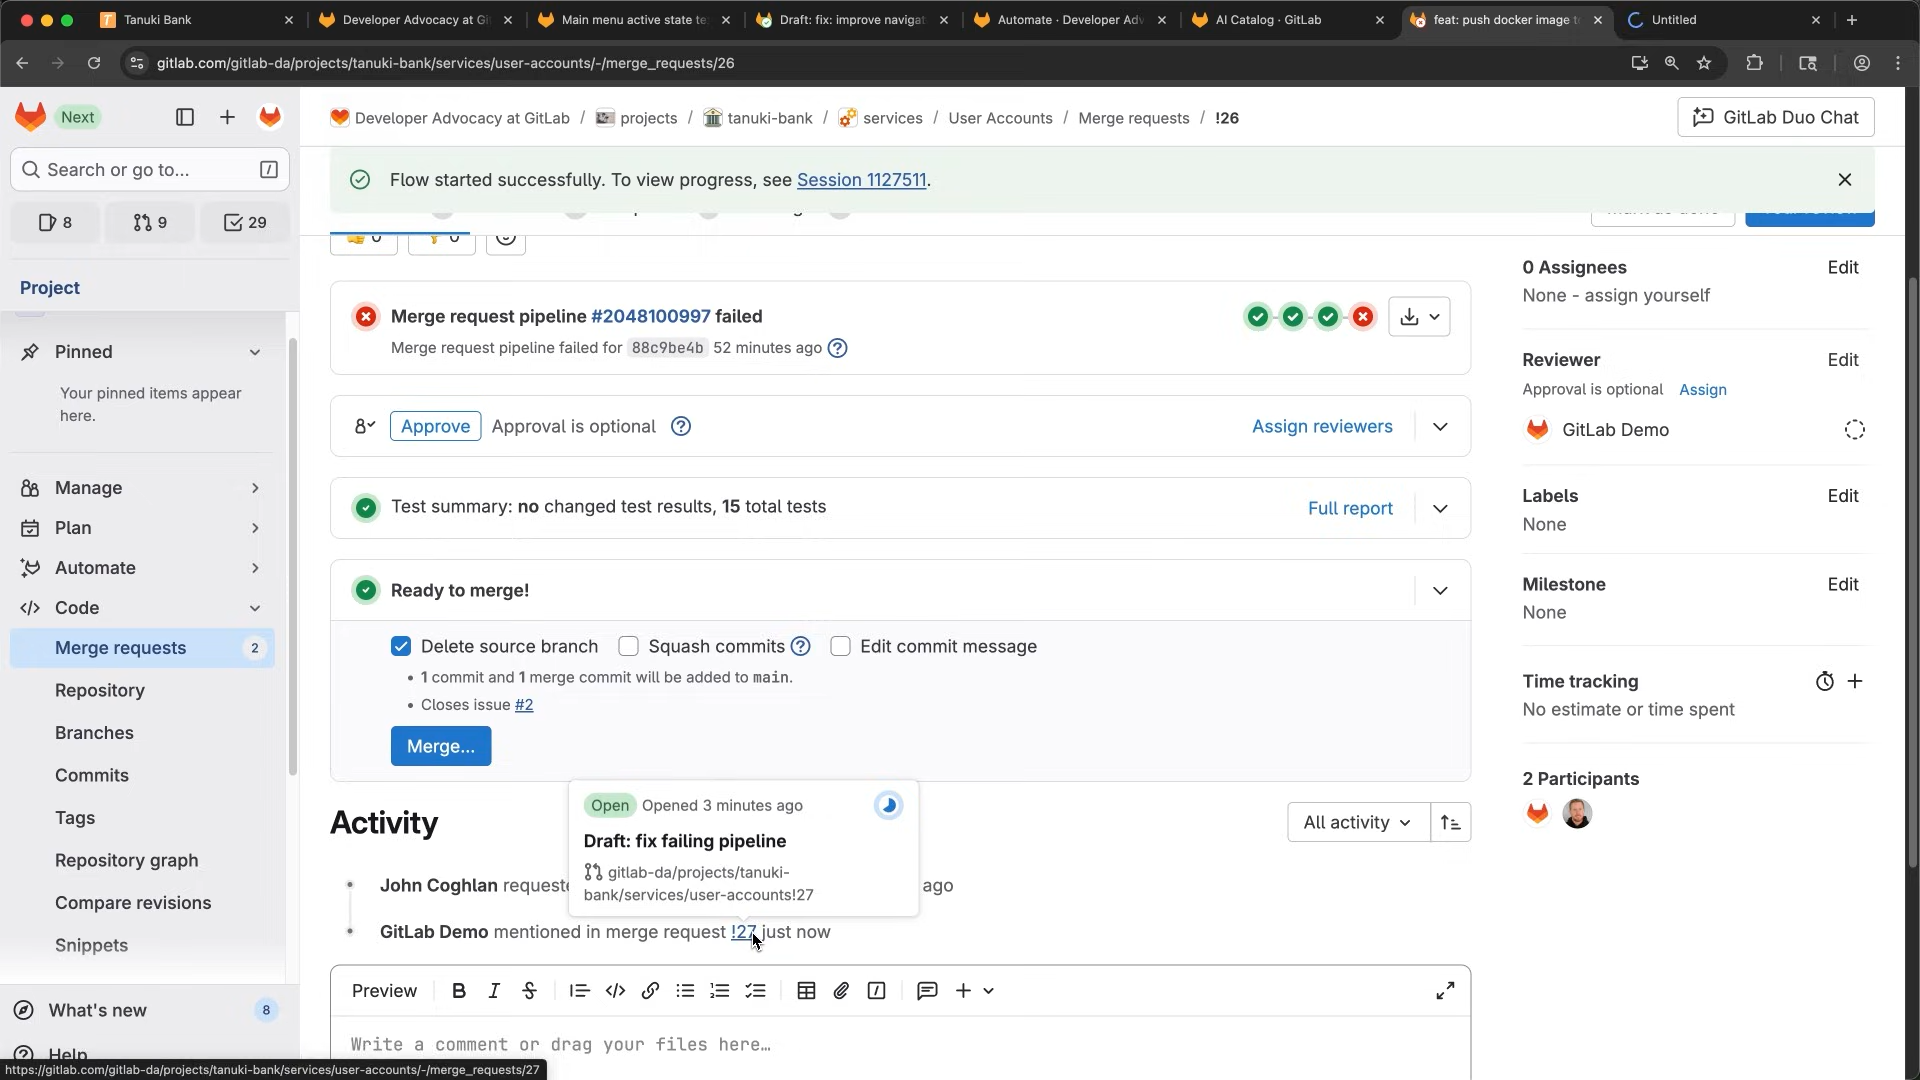 Tanuki Bank
Developer Advocacy at Gi
Main menu active state te
Draft: fix: improve navigat
Automate · Developer Adv
AI Catalog · GitLab
feat: push docker image t
Untitled
gitlab.com/gitlab-da/projects/tanuki-bank/services/user-accounts/-/merge_requests/26
Next
Developer Advocacy at GitLab / projects / tanuki-bank / services / User Accounts / Merge requests / !26
GitLab Duo Chat
Search or go to...
/
Flow started successfully. To view progress, see Session 1127511.
8
9
29
0
0
Project
Pinned
Your pinned items appear
here.
Manage
Plan
Automate
Code
Merge requests 2
Repository
Branches
Commits
Tags
Repository graph
Compare revisions
Snippets
What's new 8
Help
Merge request pipeline #2048100997 failed
Merge request pipeline failed for 88c9be4b 52 minutes ago
Approve Approval is optional
Assign reviewers
Test summary: no changed test results, 15 total tests
Full report
Ready to merge!
Delete source branch Squash commits Edit commit message
• 1 commit and 1 merge commit will be added to main.
• Closes issue #2
Merge...
Open Opened 3 minutes ago
Draft: fix failing pipeline
gitlab-da/projects/tanuki-
bank/services/user-accounts!27
Activity
All activity
John Coghlan ago
GitLab Demo mentioned in merge request !27 just now
Preview B I S
Write a comment or drag your files here…
0 Assignees Edit
None - assign yourself
Reviewer Edit
Approval is optional Assign
GitLab Demo
Labels Edit
None
Milestone Edit
None
Time tracking
No estimate or time spent
2 Participants
https://gitlab.com/gitlab-da/projects/tanuki-bank/services/user-accounts/-/merge_requests/27